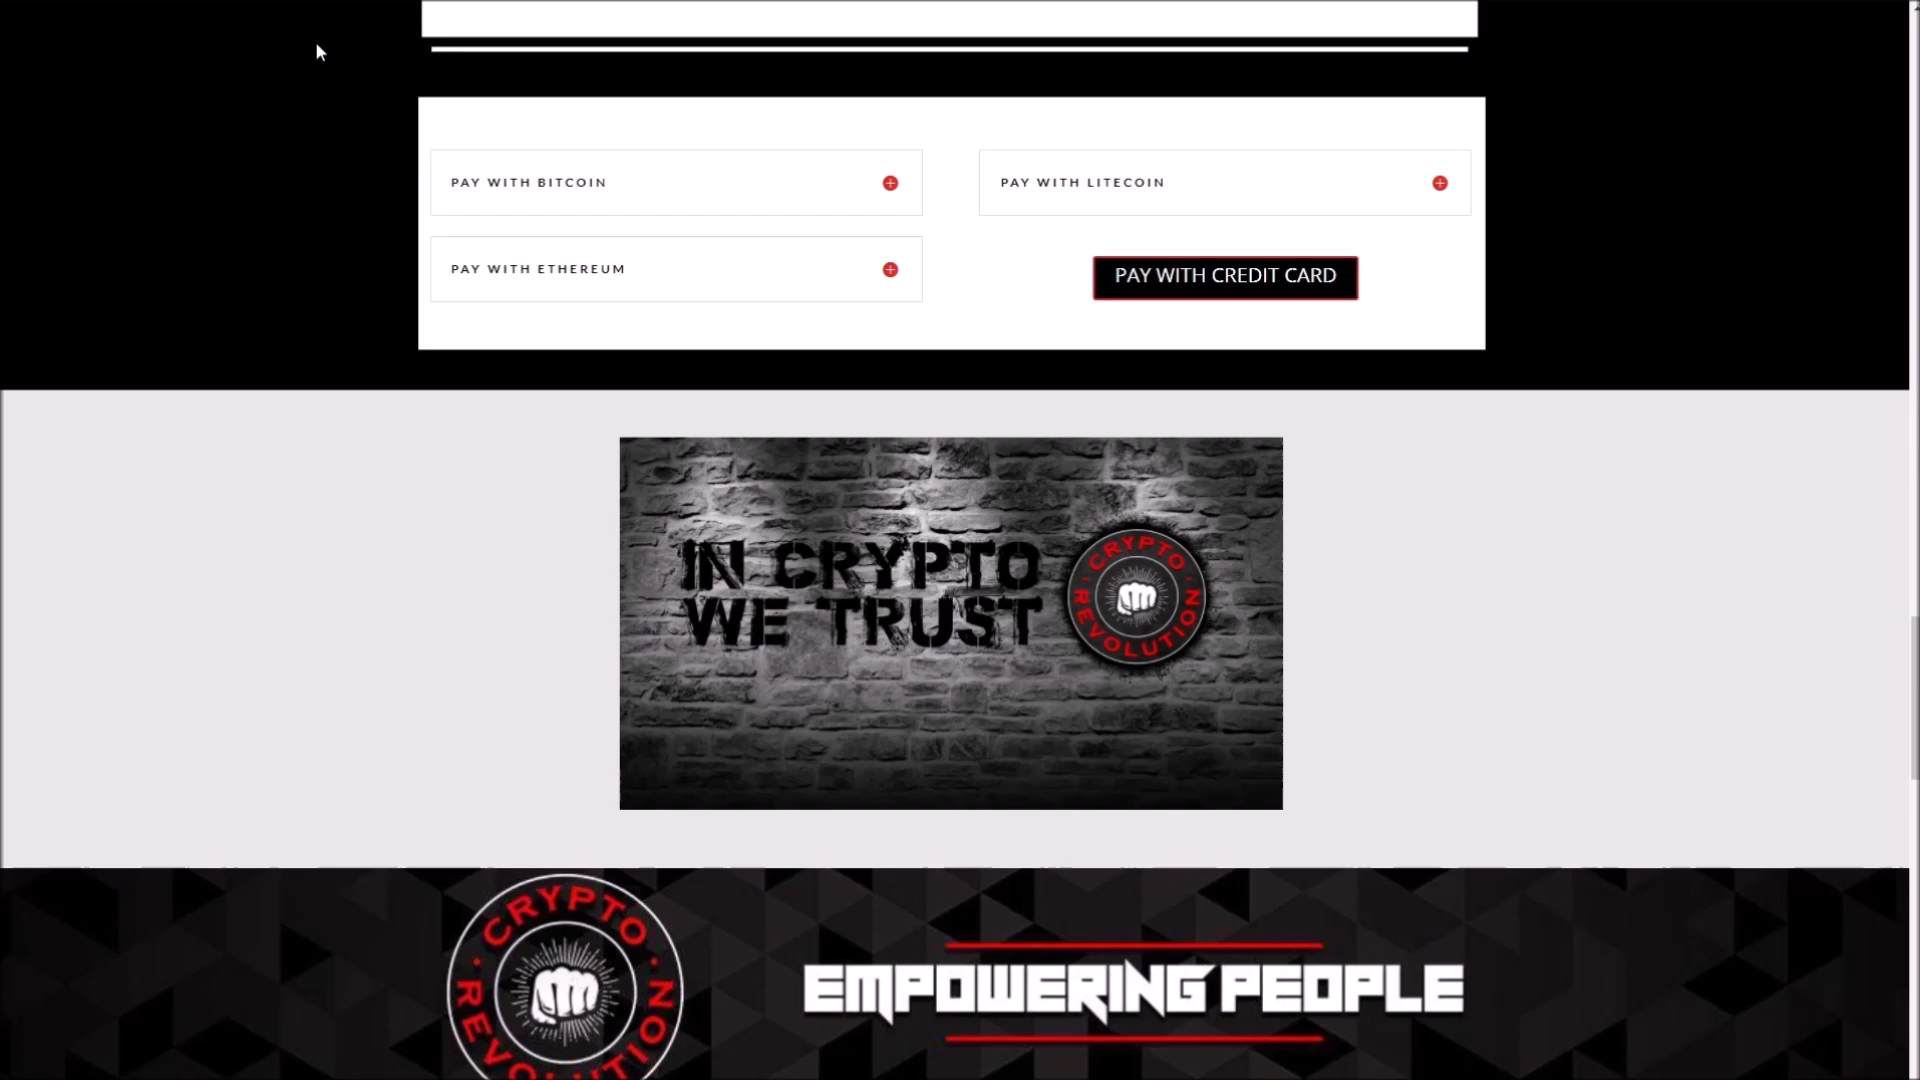 PAY WITH BITCOIN
PAY WITH LITECOIN
PAY WITH ETHEREUM
PAY WITH CREDIT CARD
IN CRYPTO
WE TRUST
CRYPTO
REVOLUTION
CRYPTO
REVOLUTION
EMPOWERING PEOPLE